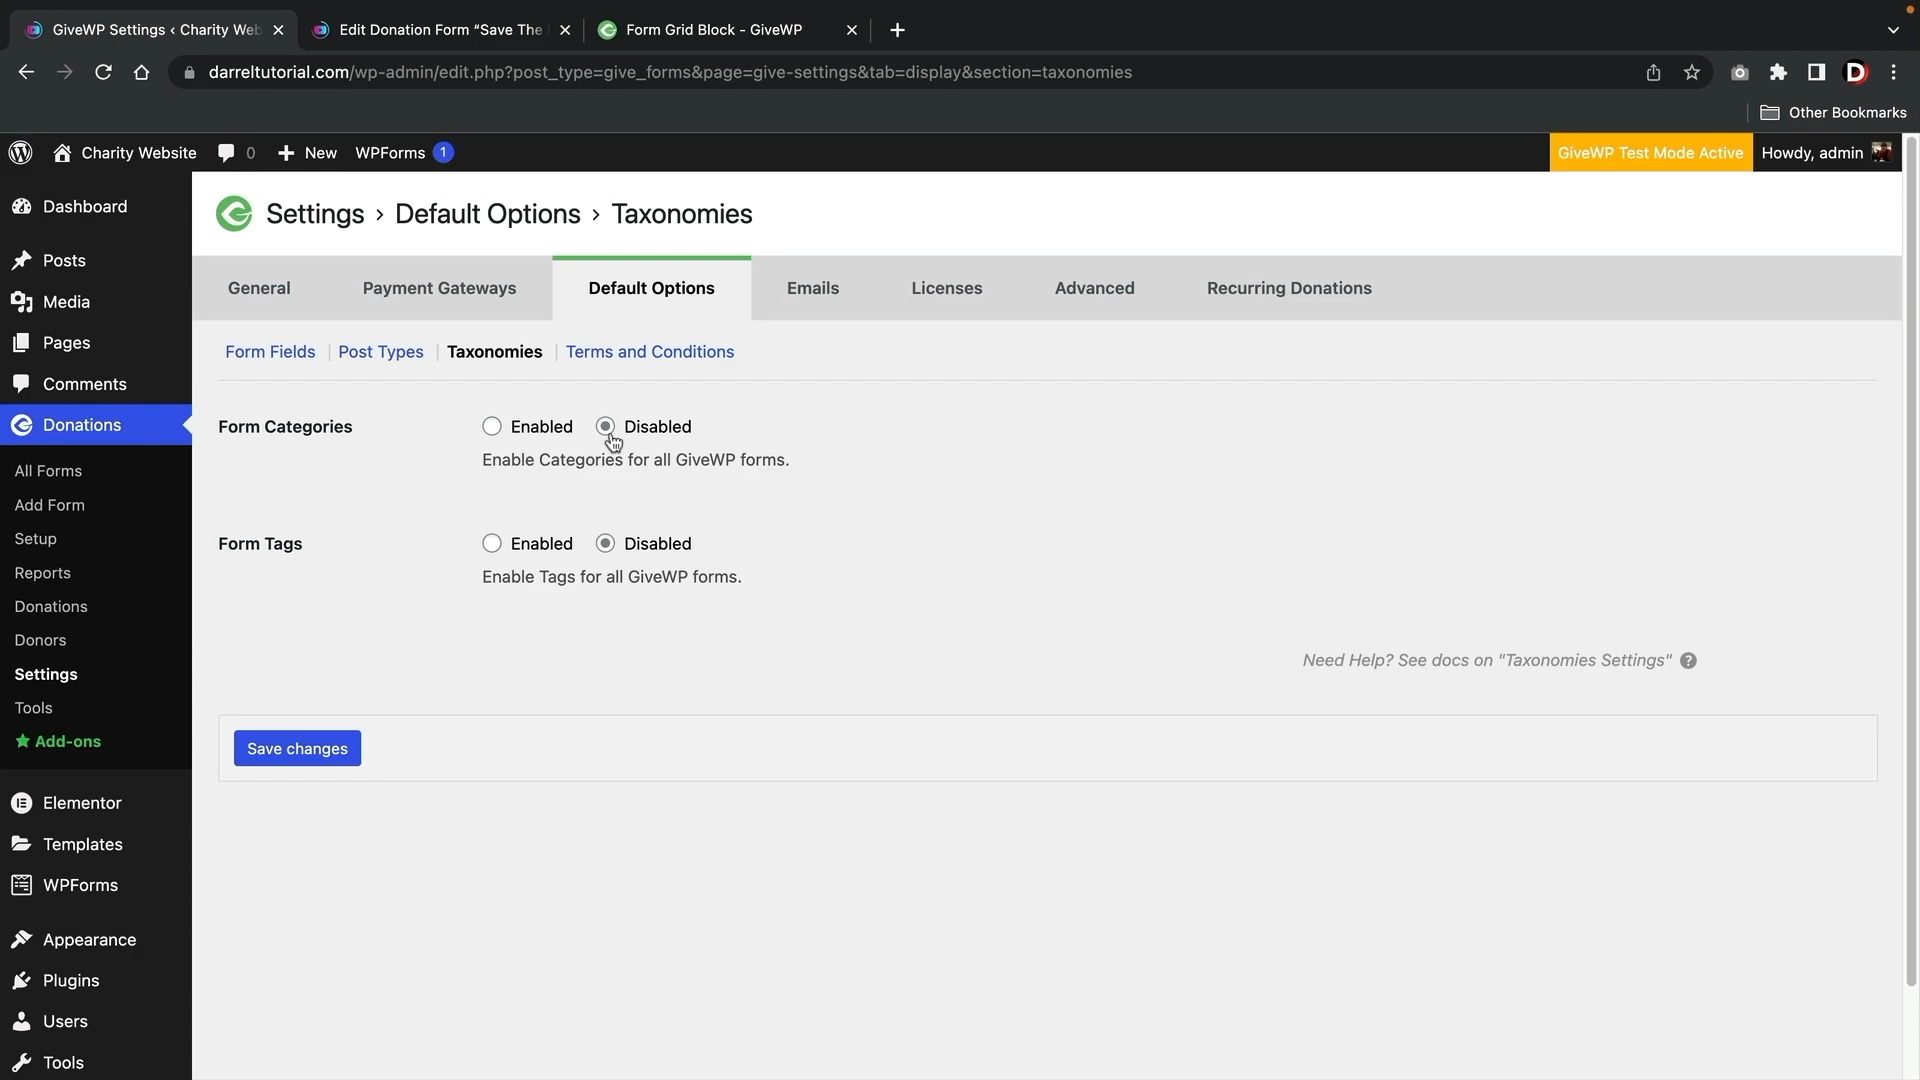 GiveWP Settings ‹ Charity Web
Edit Donation Form “Save The
Form Grid Block - GiveWP
darreltutorial.com/wp-admin/edit.php?post_type=give_forms&page=give-settings&tab=display&section=taxonomies
Other Bookmarks
Charity Website
0
New
WPForms
1
GiveWP Test Mode Active
Howdy, admin
Dashboard
Posts
Media
Pages
Comments
Donations
All Forms
Add Form
Setup
Reports
Donations
Donors
Settings
Tools
Add-ons
Elementor
Templates
WPForms
Appearance
Plugins
Users
Tools
Settings › Default Options › Taxonomies
General
Payment Gateways
Default Options
Emails
Licenses
Advanced
Recurring Donations
Form Fields
Post Types
Taxonomies
Terms and Conditions
Form Categories
Enabled
Disabled
Enable Categories for all GiveWP forms.
Form Tags
Enabled
Disabled
Enable Tags for all GiveWP forms.
Need Help? See docs on "Taxonomies Settings" ?
Save changes